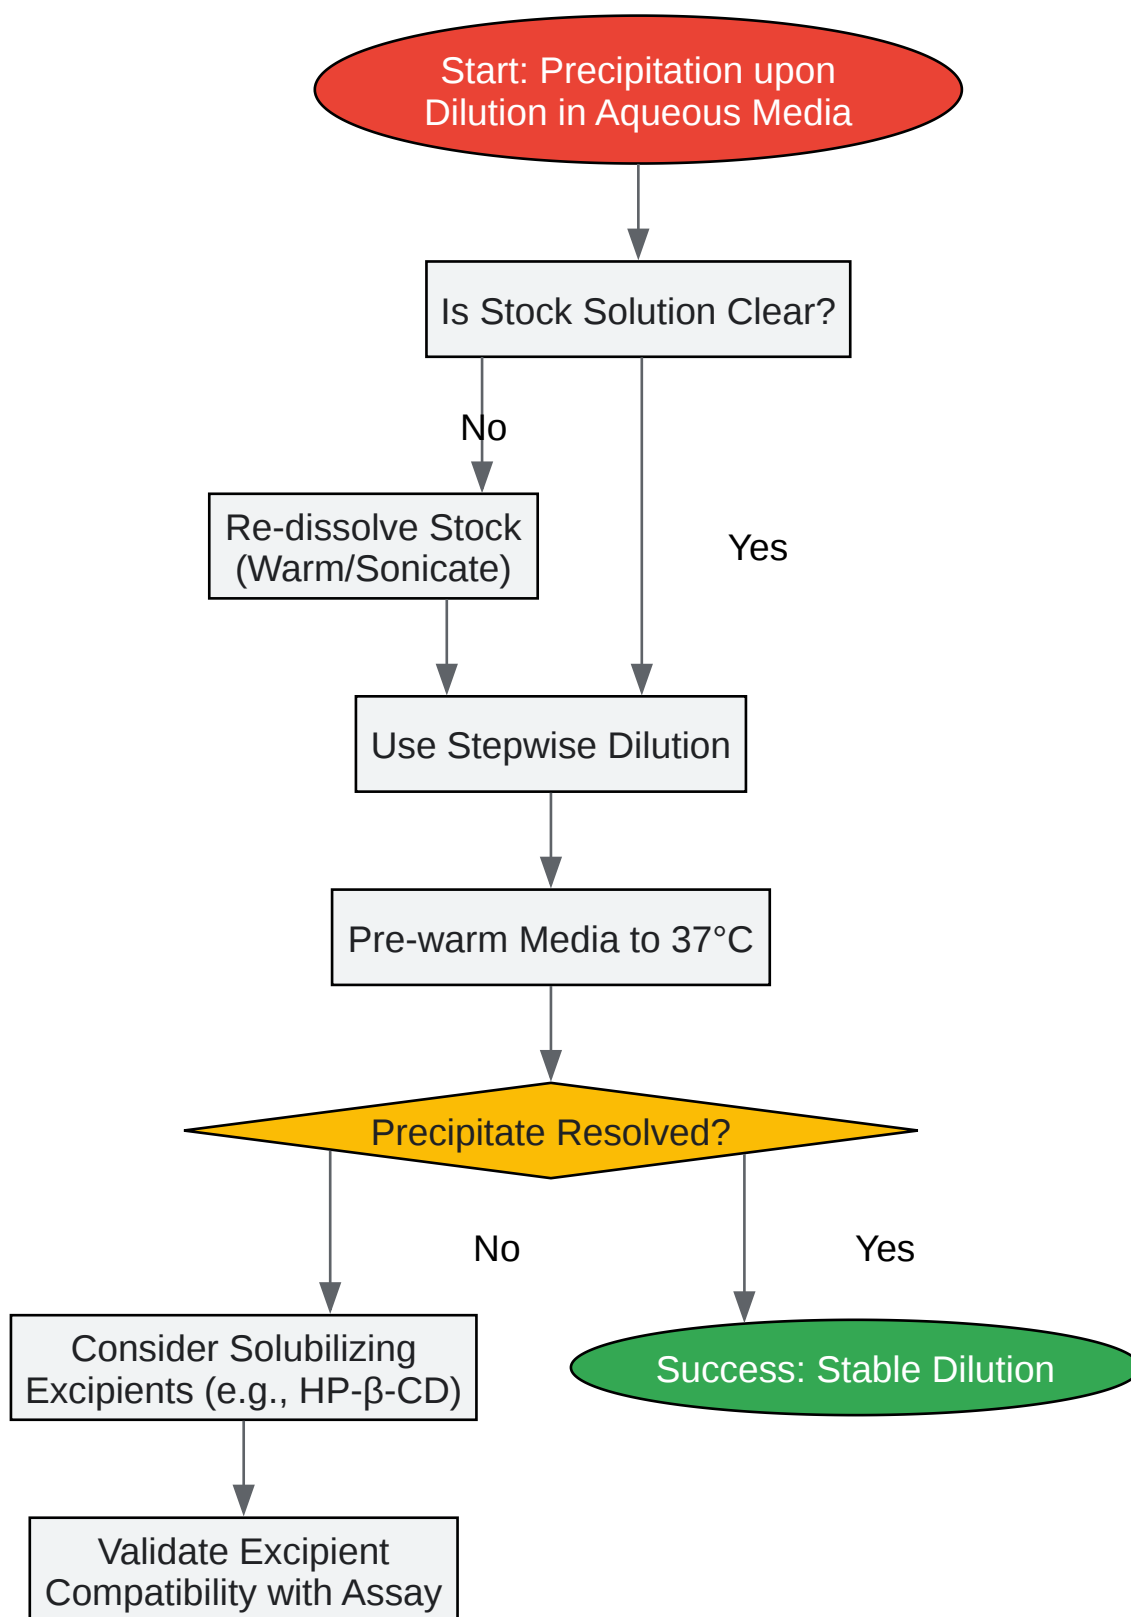 Start: Precipitation upon
Dilution in Aqueous Media
Is Stock Solution Clear?
No
Re-dissolve Stock
(Warm/Sonicate)
Yes
Use Stepwise Dilution
Pre-warm Media to 37°C
Precipitate Resolved?
No
Yes
Consider Solubilizing
Excipients (e.g., HP-β-CD)
Success: Stable Dilution
Validate Excipient
Compatibility with Assay